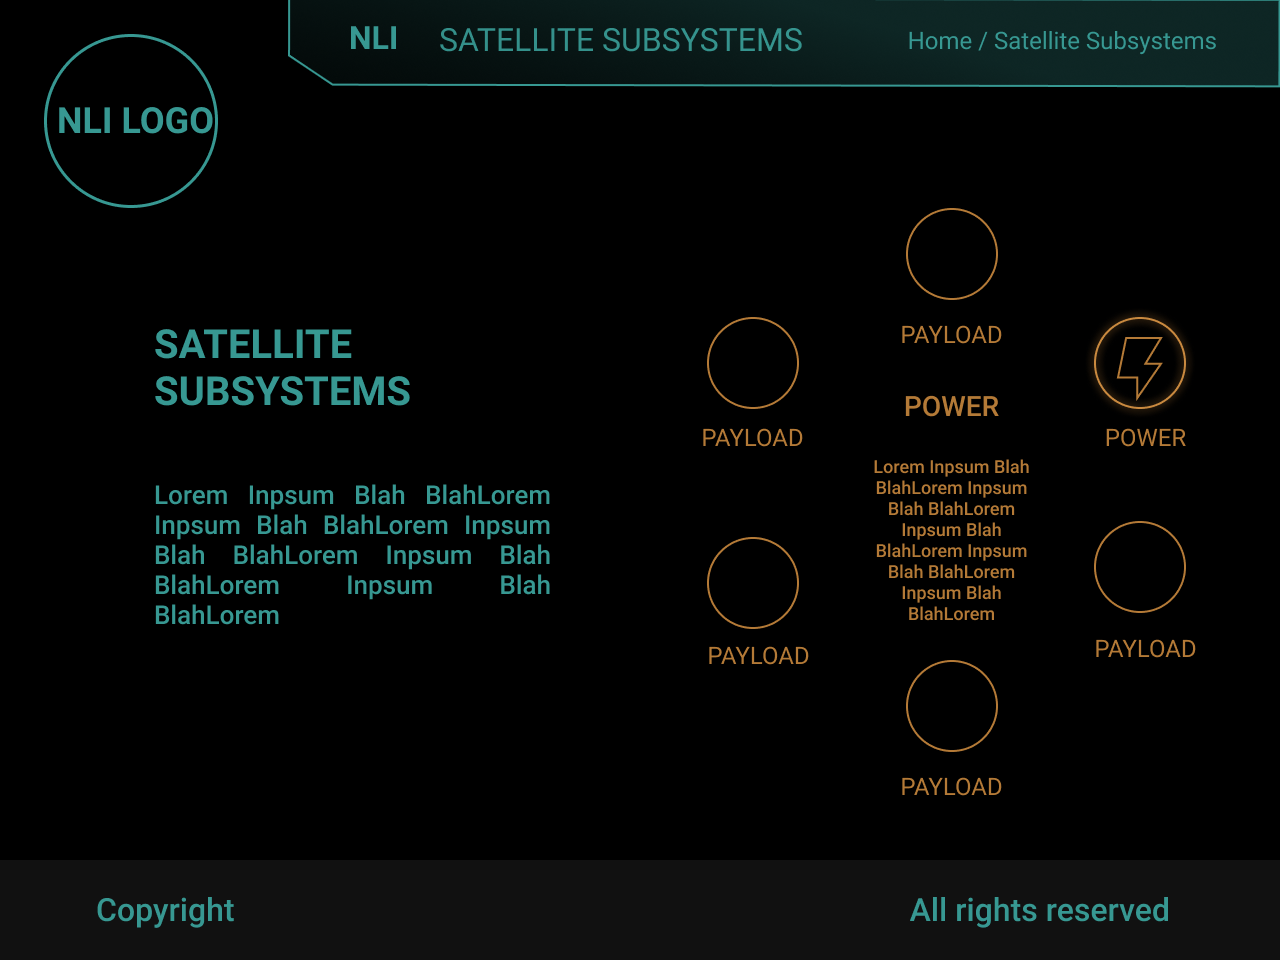 NLI SATELLITE SUBSYSTEMS Home / Satellite Subsystems
NLI LOGO
SATELLITE
SUBSYSTEMS
Lorem Inpsum Blah BlahLorem
Inpsum Blah BlahLorem Inpsum
Blah BlahLorem Inpsum Blah
BlahLorem Inpsum Blah
BlahLorem
PAYLOAD
PAYLOAD
POWER
POWER
Lorem Inpsum Blah
BlahLorem Inpsum
Blah BlahLorem
Inpsum Blah
BlahLorem Inpsum
Blah BlahLorem
Inpsum Blah
BlahLorem
PAYLOAD
PAYLOAD
PAYLOAD
Copyright
All rights reserved